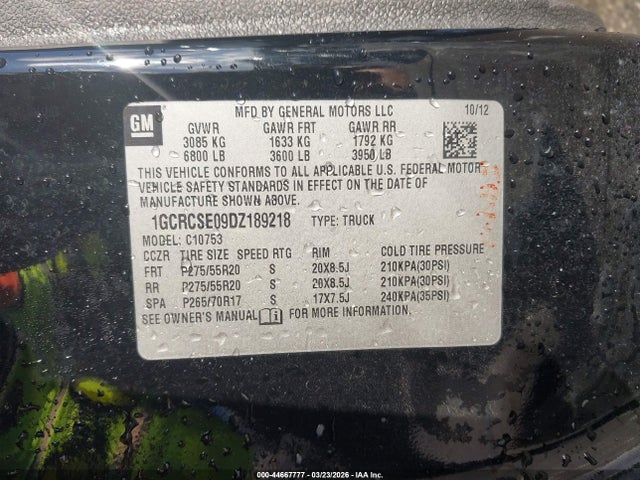 GM
MFD BY GENERAL MOTORS LLC 10/12
GVWR GAWR FRT GAWR RR
3085 KG 1633 KG 1792 KG
6800 LB 3600 LB 3950 LB
THIS VEHICLE CONFORMS TO ALL APPLICABLE U.S. FEDERAL MOTOR
VEHICLE SAFETY STANDARDS IN EFFECT ON THE DATE OF
MANUFACTURE SHOWN ABOVE.
1GCRCSE09DZ189218 TYPE: TRUCK
MODEL: C10753
CCZR TIRE SIZE SPEED RTG RIM COLD TIRE PRESSURE
FRT P275/55R20 S 20X8.5J 210KPA(30PSI)
RR P275/55R20 S 20X8.5J 210KPA(30PSI)
SPA P265/70R17 S 17X7.5J 240KPA(35PSI)
SEE OWNER'S MANUAL FOR MORE INFORMATION.
000-44667777 - 03/23/2026 - IAA Inc.